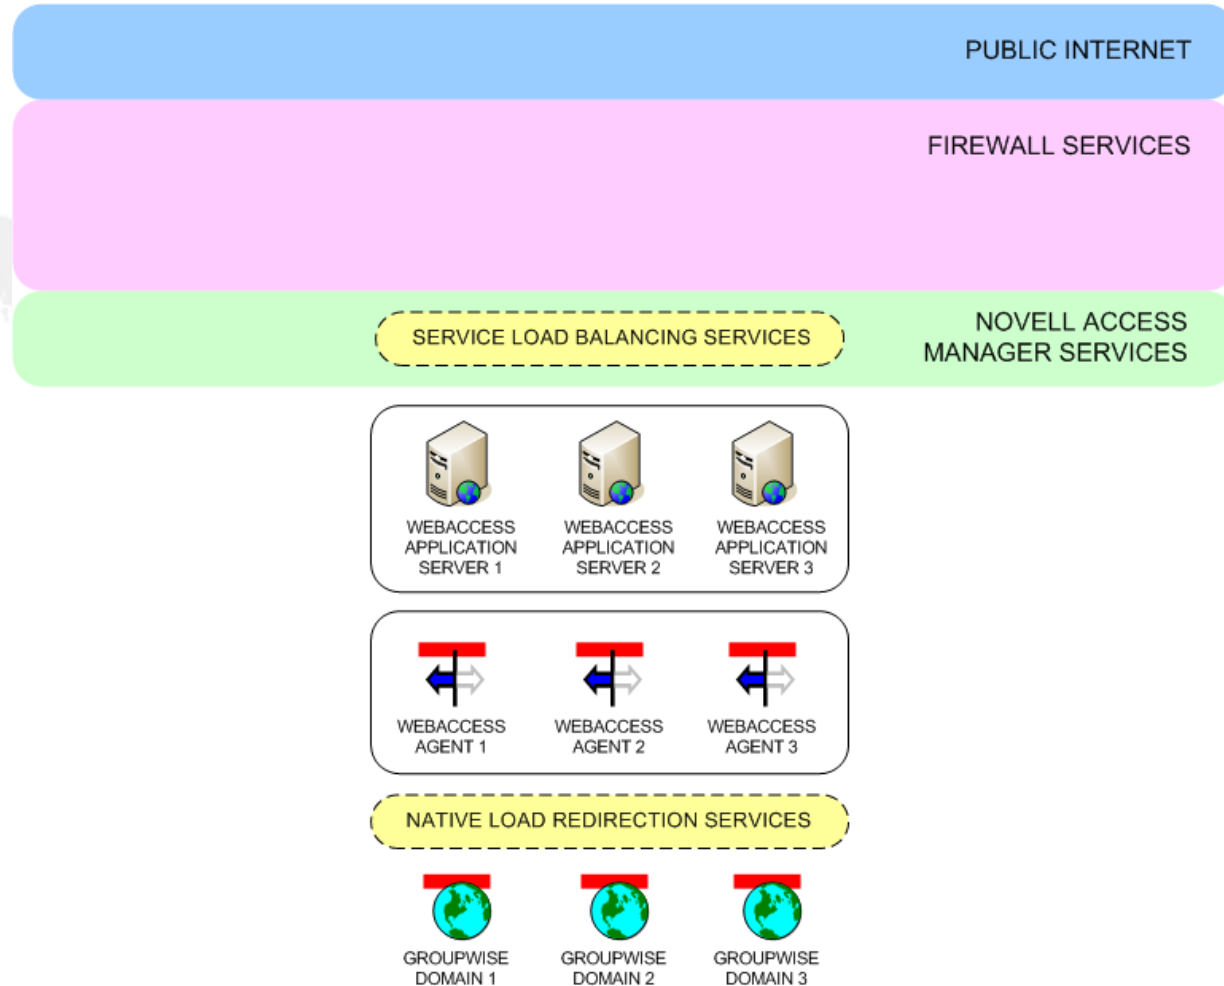 PUBLIC INTERNET
FIREWALL SERVICES
NOVELL ACCESS
MANAGER SERVICES
SERVICE LOAD BALANCING SERVICES
WEBACCESS
APPLICATION
SERVER 1
WEBACCESS
APPLICATION
SERVER 2
WEBACCESS
APPLICATION
SERVER 3
WEBACCESS
AGENT 1
WEBACCESS
AGENT 2
WEBACCESS
AGENT 3
NATIVE LOAD REDIRECTION SERVICES
GROUPWISE
DOMAIN 1
GROUPWISE
DOMAIN 2
GROUPWISE
DOMAIN 3